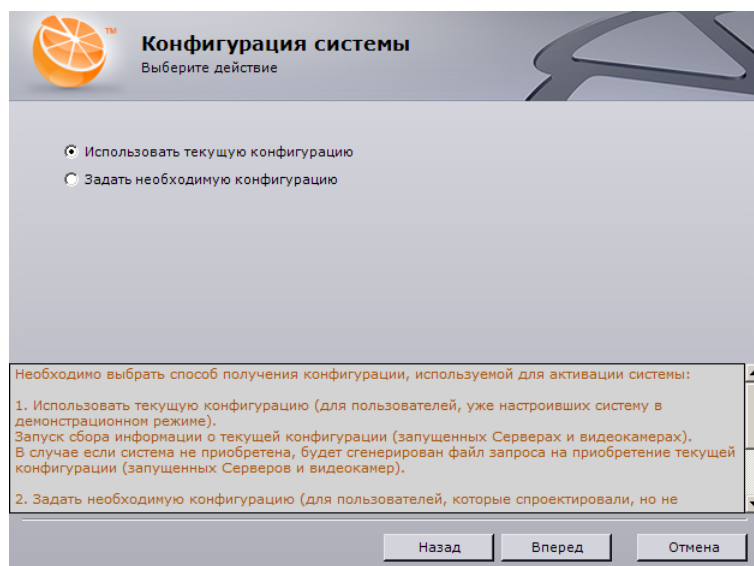 TM
Конфигурация системы
Выберите действие
Использовать текущую конфигурацию
Задать необходимую конфигурацию
Необходимо выбрать способ получения конфигурации, используемой для активации системы:
1. Использовать текущую конфигурацию (для пользователей, уже настроивших систему в
демонстрационном режиме).
Запуск сбора информации о текущей конфигурации (запущенных Серверах и видеокамерах).
В случае если система не приобретена, будет сгенерирован файл запроса на приобретение текущей
конфигурации (запущенных Серверов и видеокамер).
2. Задать необходимую конфигурацию (для пользователей, которые спроектировали, но не
Назад Вперед Отмена